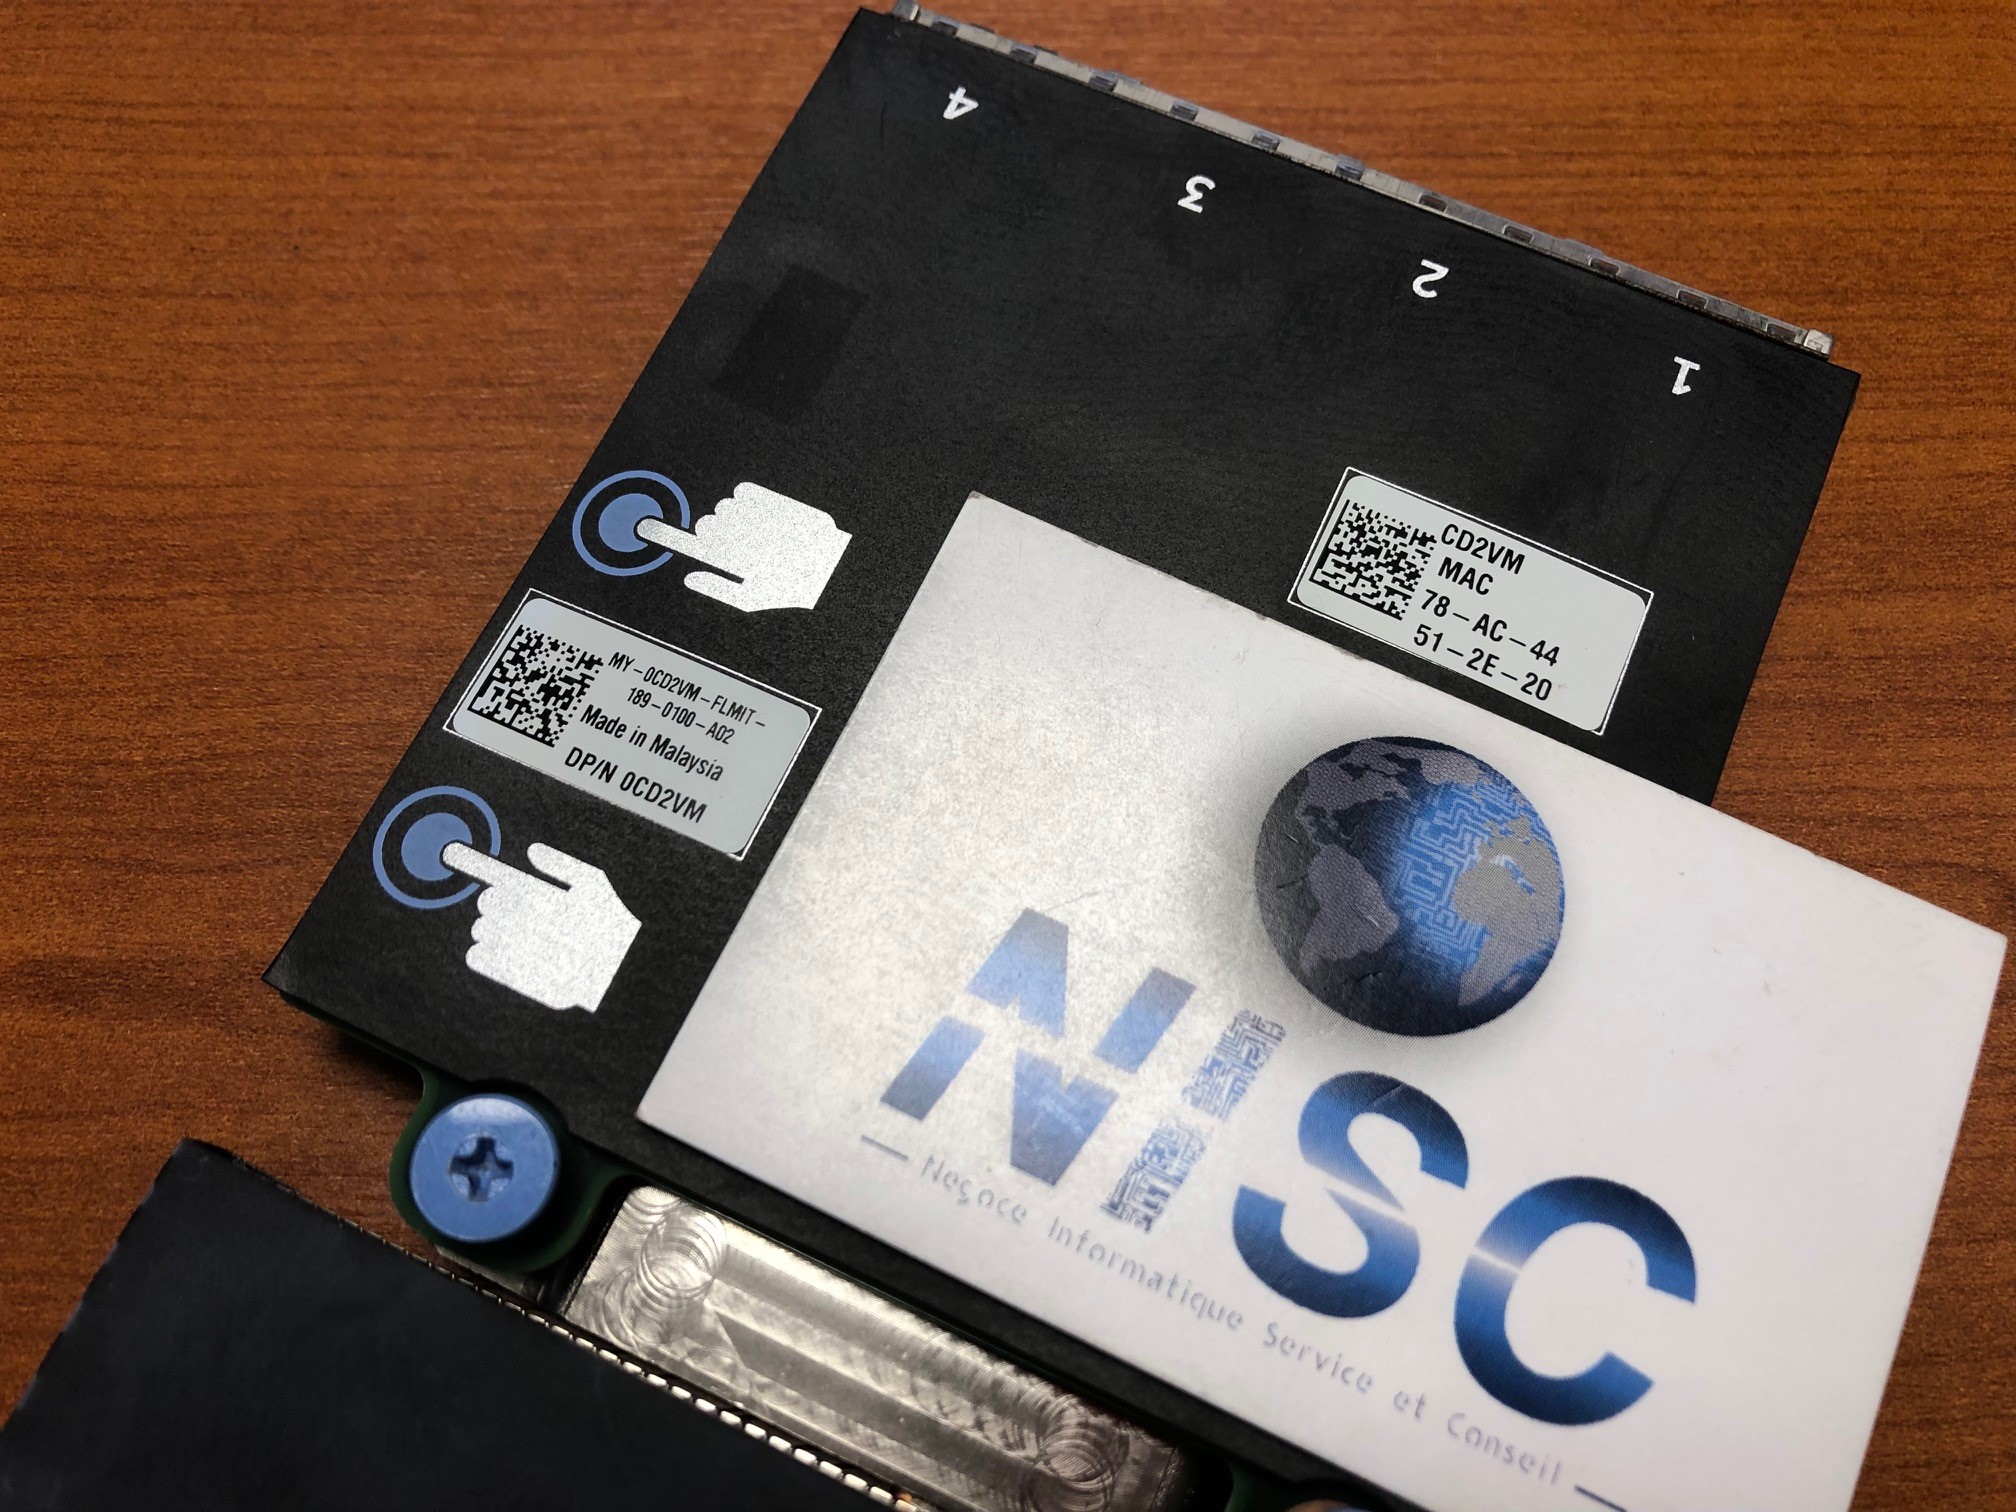 4
3
2
1
CD2VM
MAC
78-AC-44
51-2E-20
MY-0CD2VM-FLMIT-
189-0100-A02
Made in Malaysia
DP/N 0CD2VM
NISC
Negoce Informatique Service et Conseil